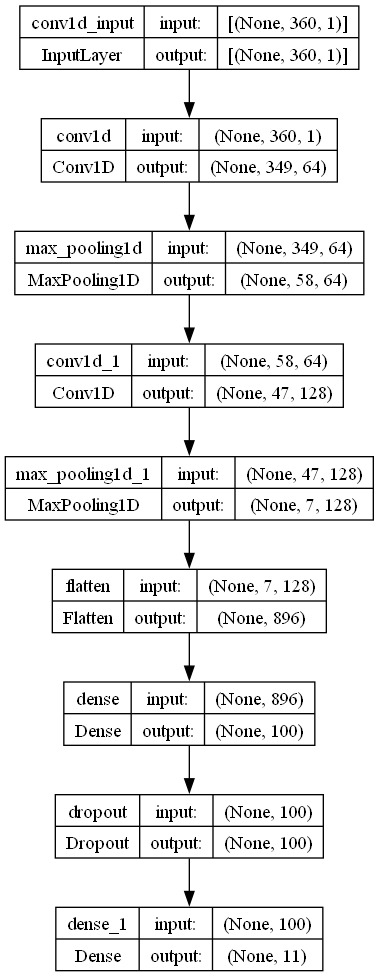 conv1d_input input: [(None, 360, 1)]
InputLayer output: [(None, 360, 1)]
conv1d input: (None, 360, 1)
Conv1D output: (None, 349, 64)
max_pooling1d input: (None, 349, 64)
MaxPooling1D output: (None, 58, 64)
conv1d_1 input: (None, 58, 64)
Conv1D output: (None, 47, 128)
max_pooling1d_1 input: (None, 47, 128)
MaxPooling1D output: (None, 7, 128)
flatten input: (None, 7, 128)
Flatten output: (None, 896)
dense input: (None, 896)
Dense output: (None, 100)
dropout input: (None, 100)
Dropout output: (None, 100)
dense_1 input: (None, 100)
Dense output: (None, 11)